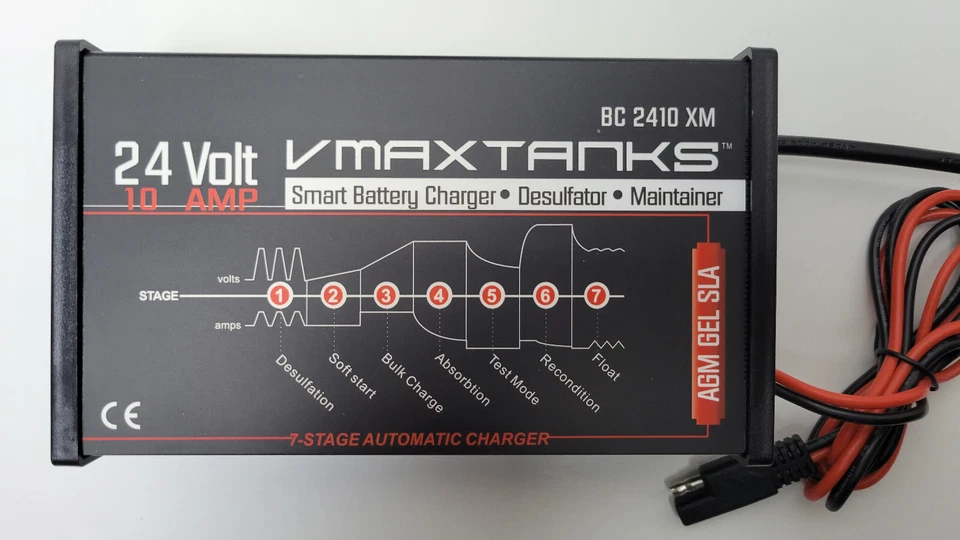 BC 2410 XM
24 Volt
VMAXTANKS™
10 AMP
Smart Battery Charger • Desulfator • Maintainer
volts
STAGE
1 2 3 4 5 6 7
amps
Desulfation
Soft start
Bulk Charge
Absorbtion
Test Mode
Recondition
Float
AGM GEL SLA
CE
7-STAGE AUTOMATIC CHARGER